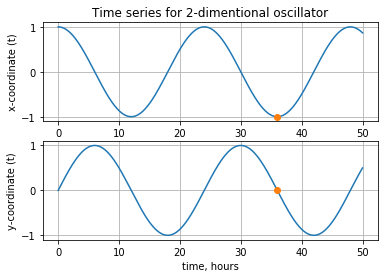 Time series for 2-dimentional oscillator
x-coordinate (t)
1
0
−1
0 10 20 30 40 50
y-coordinate (t)
1
0
−1
0 10 20 30 40 50
time, hours